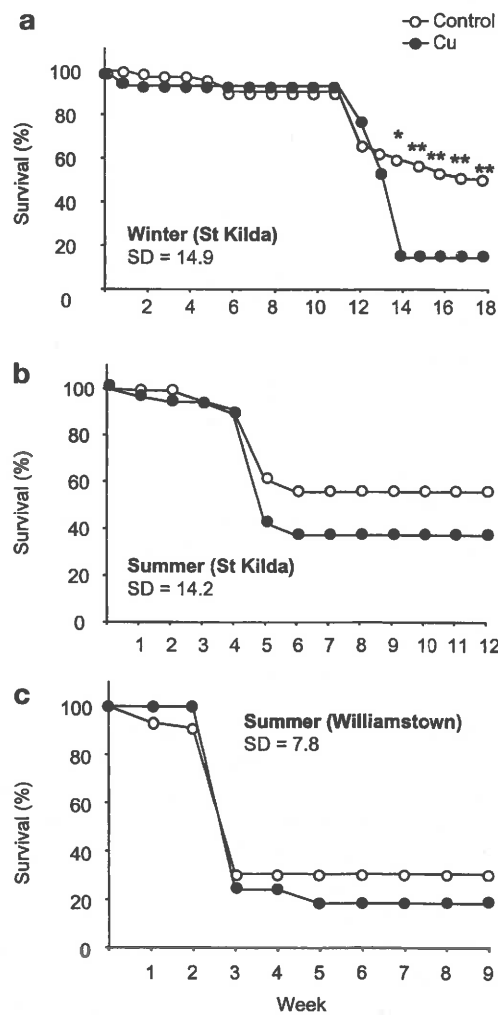 a
Control
Cu
100
80
60
40
20
0
Survival (%)
* ** ** ** **
Winter (St Kilda)
SD = 14.9
2 4 6 8 10 12 14 16 18
b
100
80
60
40
20
0
Survival (%)
Summer (St Kilda)
SD = 14.2
1 2 3 4 5 6 7 8 9 10 11 12
c
100
80
60
40
20
0
Survival (%)
Summer (Williamstown)
SD = 7.8
1 2 3 4 5 6 7 8 9
Week